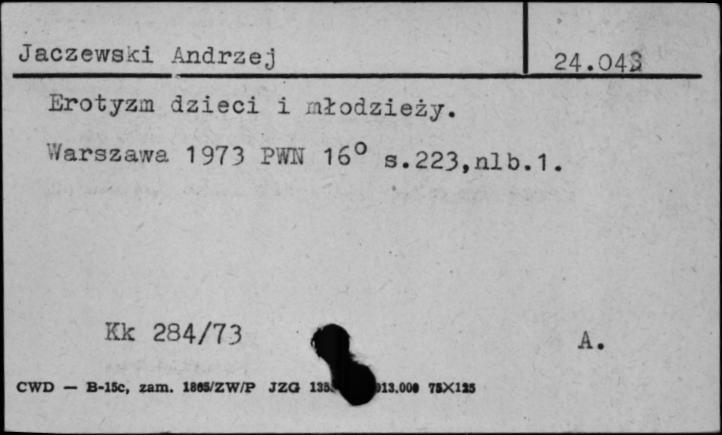 Jaczewski Andrzej
24.043
Erotyzm dzieci i młodzieży.
Warszawa 1973 PWN 16° s.223,nlb.1.
Kk 284/73
A.
CWD — B-15c, zam. 1865/ZW/P JZG 913.000 75X125